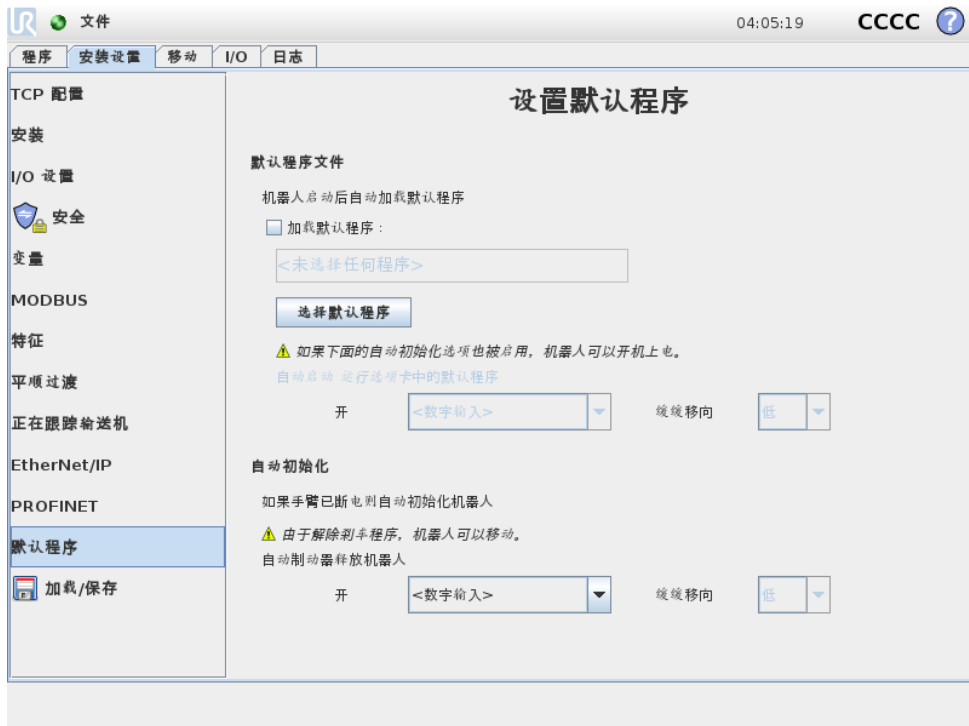 UR 文件 04:05:19 CCCC ?
程序 安装设置 移动 I/O 日志
TCP 配置
安装
I/O 设置
安全
变量
MODBUS
特征
平顺过渡
正在跟踪输送机
EtherNet/IP
PROFINET
默认程序
加载/保存
设置默认程序
默认程序文件
机器人启动后自动加载默认程序
加载默认程序：
<未选择任何程序>
选择默认程序
如果下面的自动初始化选项也被启用，机器人可以开机上电。
自动启动 运行选项卡中的默认程序
开 <数字输入> 缓缓移向 低
自动初始化
如果手臂已断电则自动初始化机器人
由于解除刹车程序，机器人可以移动。
自动制动器释放机器人
开 <数字输入> 缓缓移向 低